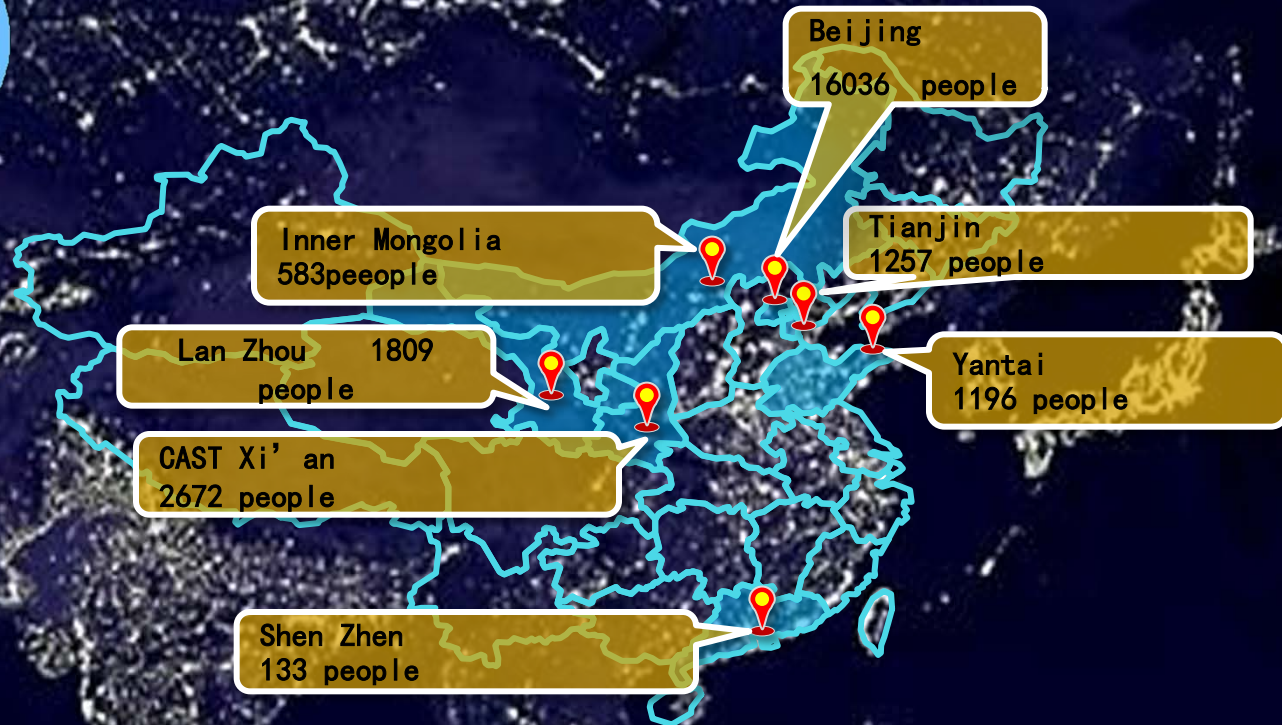 Beijing
16036 people
Inner Mongolia
583peeople
Tianjin
1257 people
Lan Zhou 1809
people
Yantai
1196 people
CAST Xi’an
2672 people
Shen Zhen
133 people